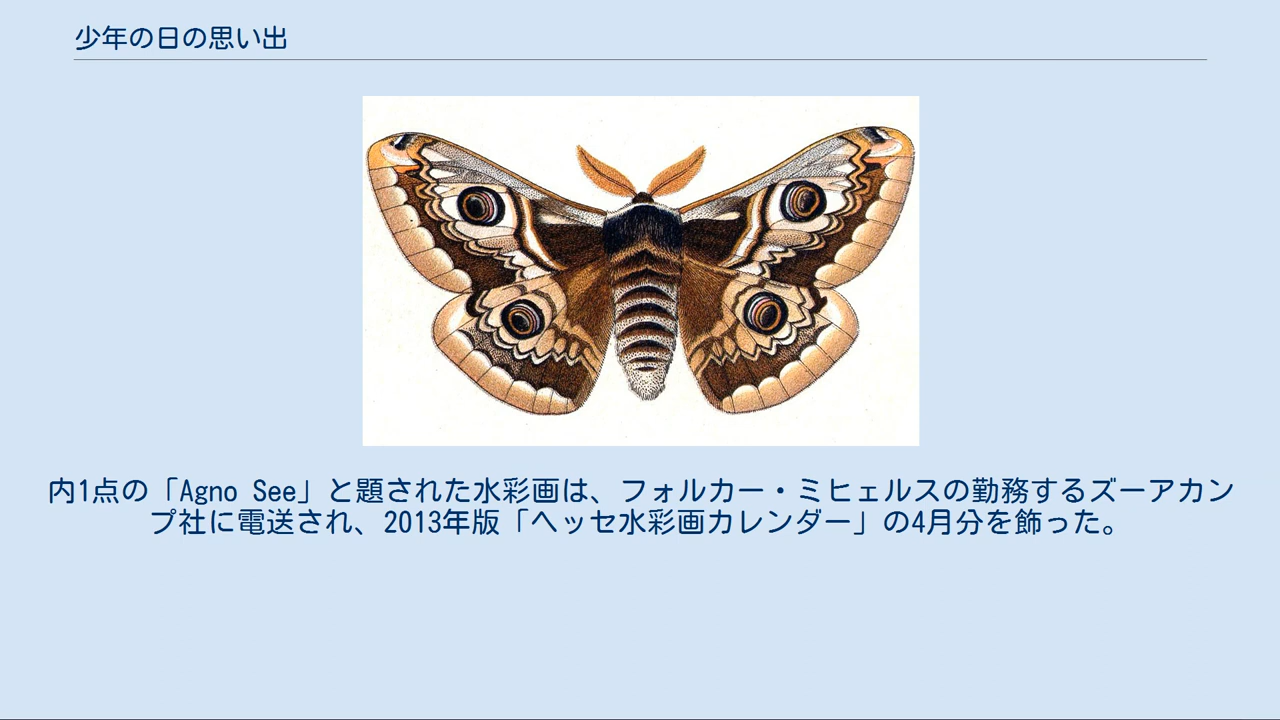 少年の日の思い出
内1点の「Agno See」と題された水彩画は、フォルカー・ミヒェルスの勤務するズーアカン
プ社に電送され、2013年版「ヘッセ水彩画カレンダー」の4月分を飾った。